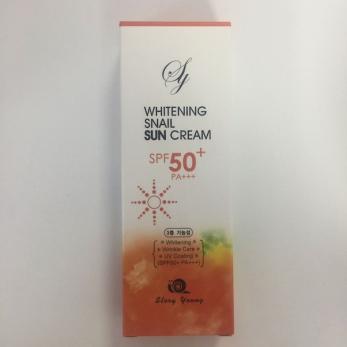 Sy
WHITENING
SNAIL
SUN CREAM
SPF50+
PA+++
3중 기능성
Whitening
Wrinkle Care
UV Coating
(SPF50+ PA+++)
Story Young